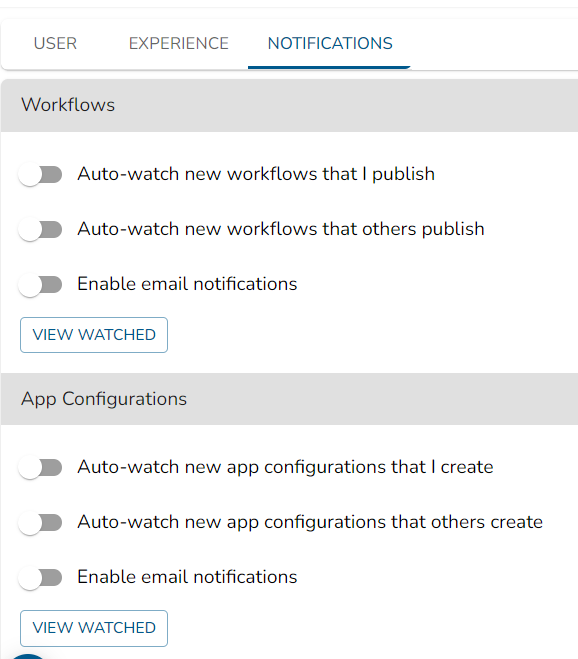 USER EXPERIENCE NOTIFICATIONS
Workflows
Auto-watch new workflows that I publish
Auto-watch new workflows that others publish
Enable email notifications
VIEW WATCHED
App Configurations
Auto-watch new app configurations that I create
Auto-watch new app configurations that others create
Enable email notifications
VIEW WATCHED